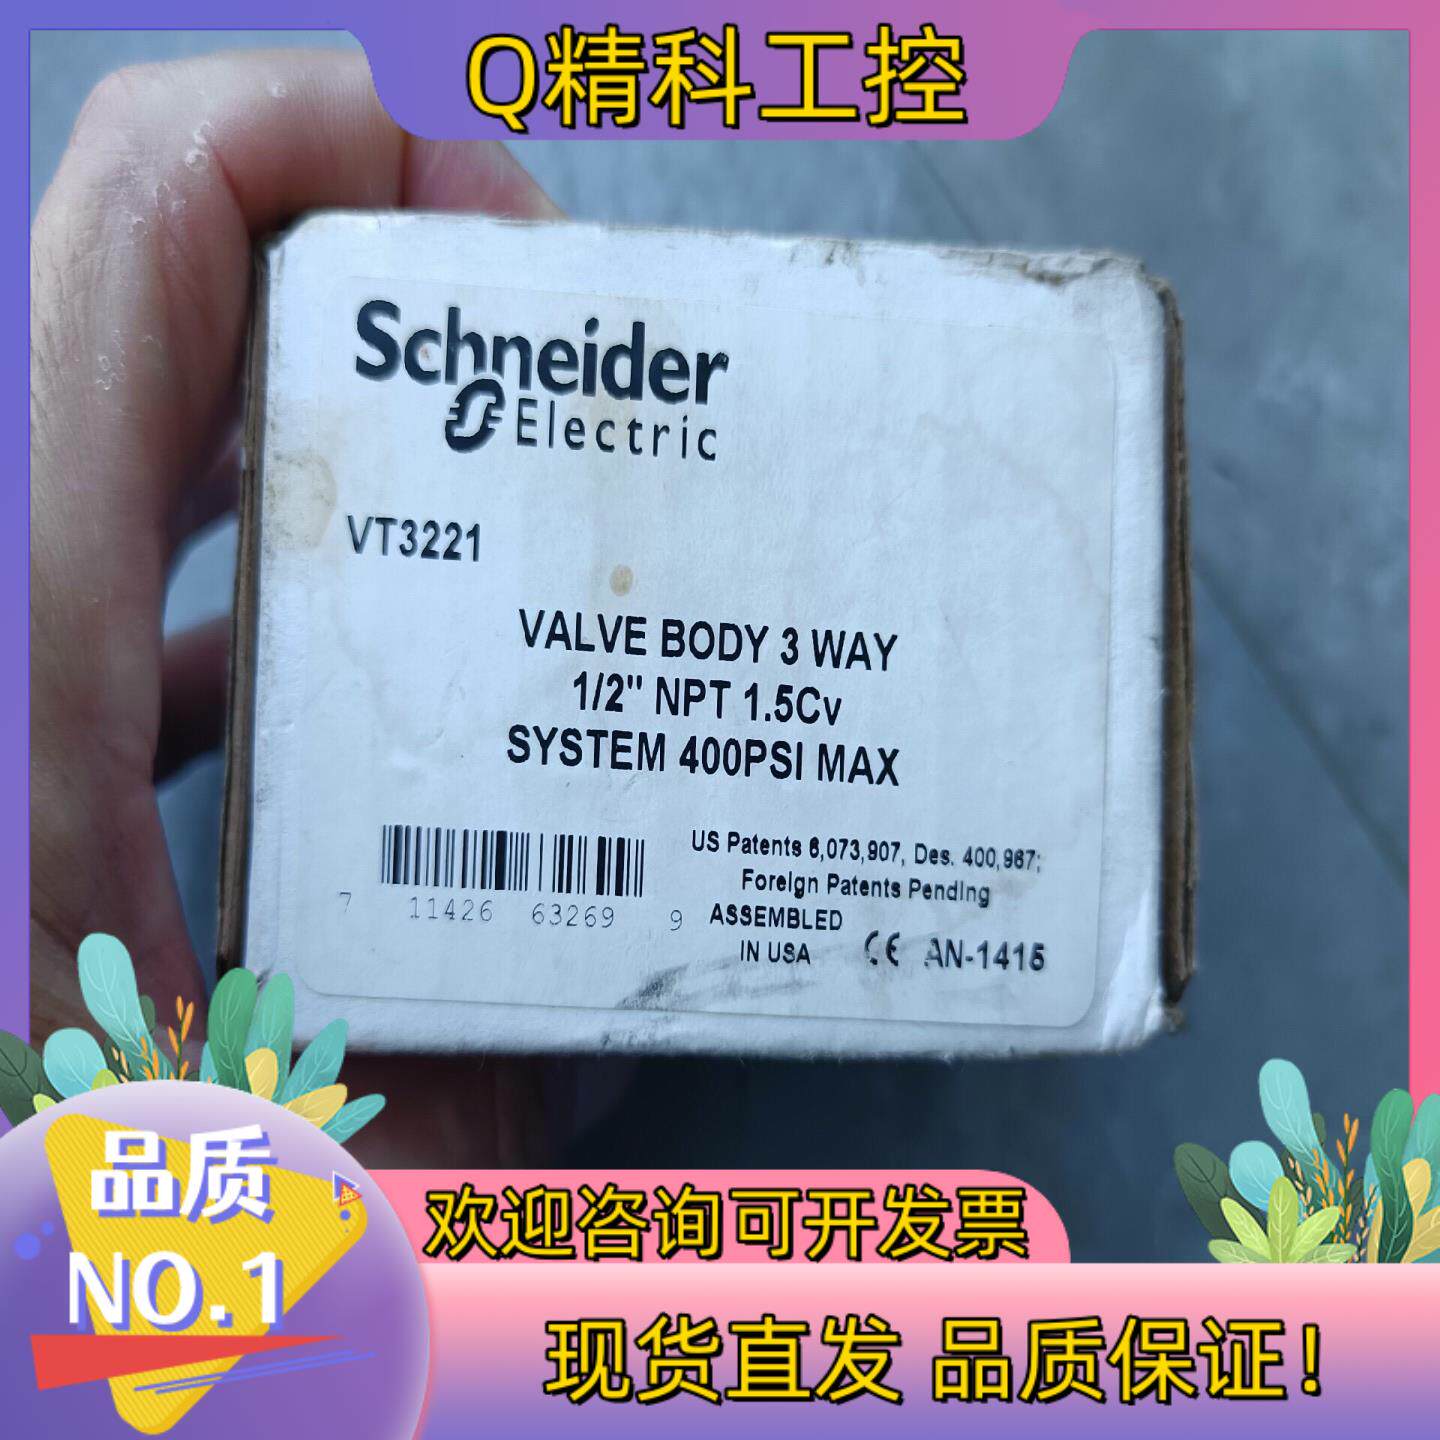 Q精科工控
Schneider
Electric
VT3221
VALVE BODY 3 WAY
1/2" NPT 1.5Cv
SYSTEM 400PSI MAX
US Patents 6,073,907, Des. 400,967;
Foreign Patents Pending
7 11426 63269 9
ASSEMBLED
IN USA
CE AN-1415
品质
NO.1
欢迎咨询可开发票
现货直发 品质保证!